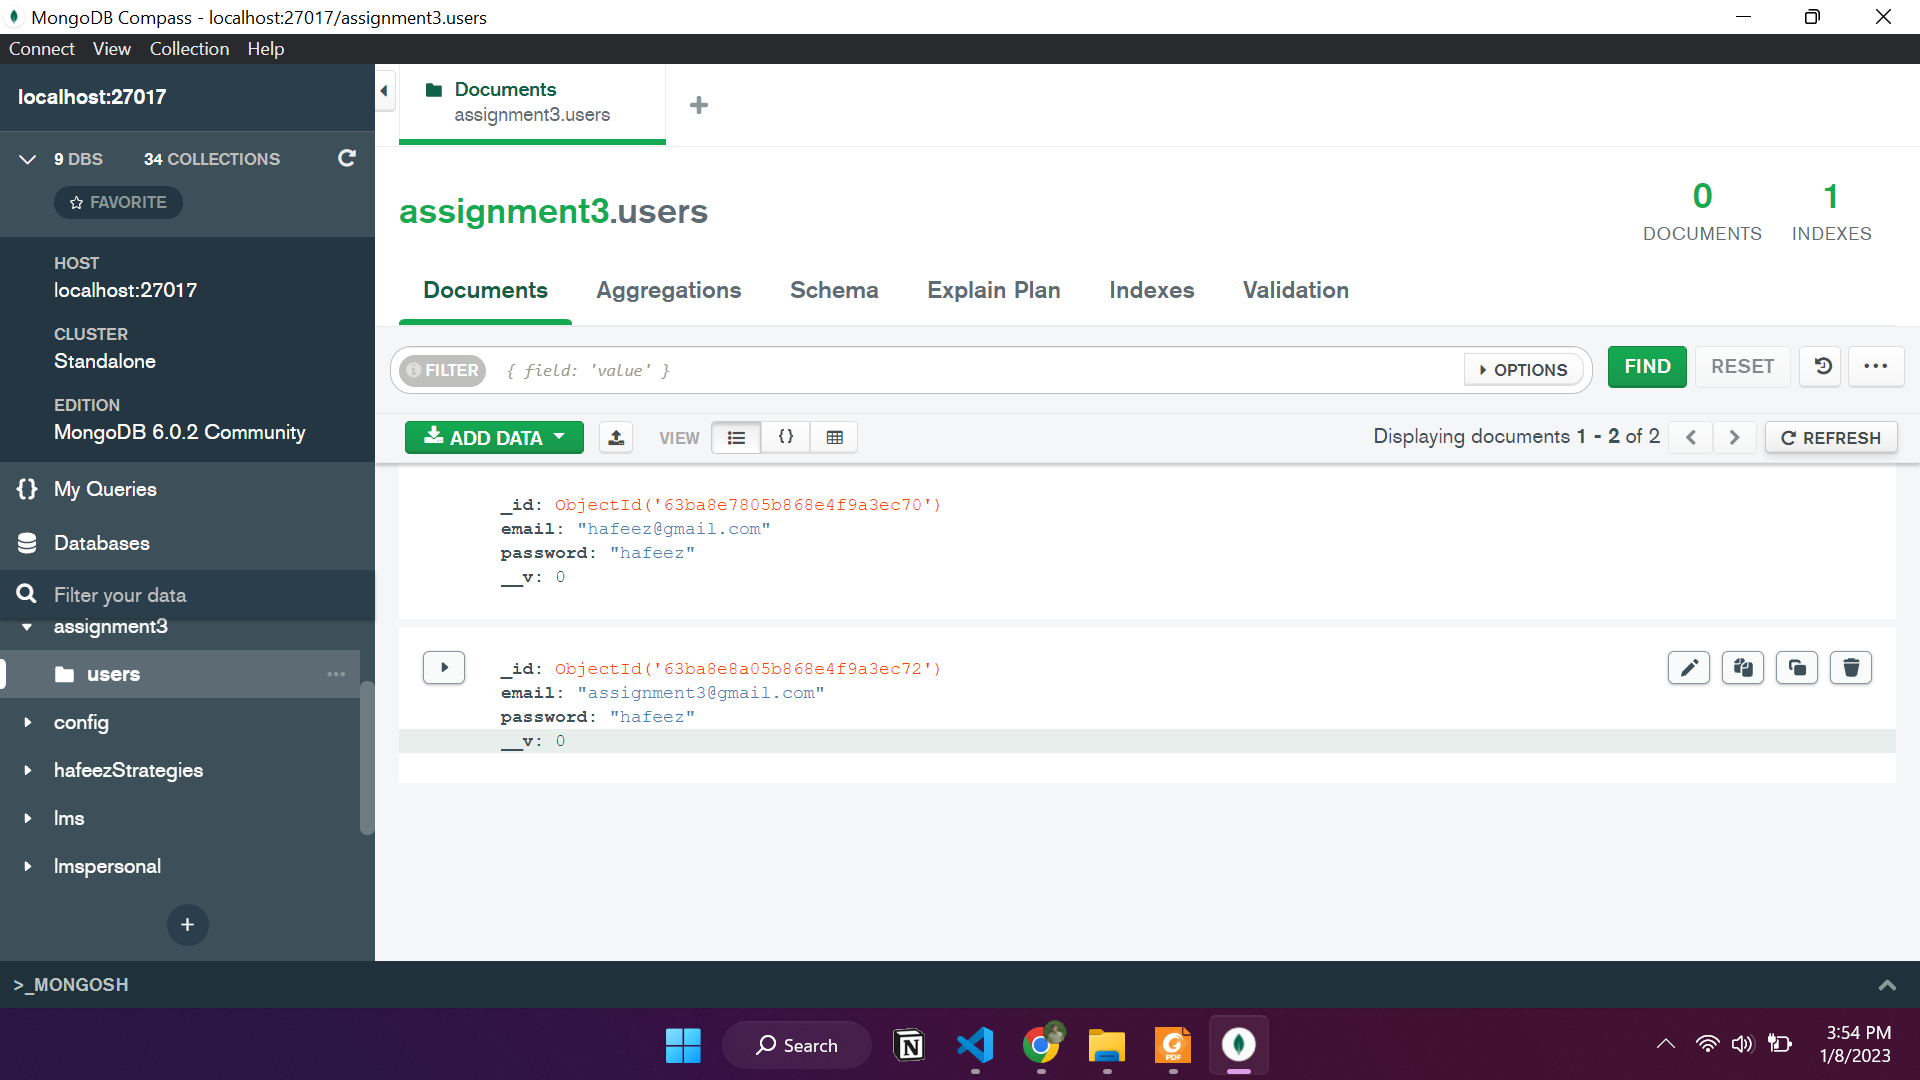 MongoDB Compass - localhost:27017/assignment3.users
Connect View Collection Help
localhost:27017
9 DBS 34 COLLECTIONS
FAVORITE
HOST
localhost:27017
CLUSTER
Standalone
EDITION
MongoDB 6.0.2 Community
{} My Queries
Databases
Filter your data
assignment3
users
config
hafeezStrategies
lms
lmspersonal
+
Documents
assignment3.users
+
assignment3.users
0
DOCUMENTS
1
INDEXES
Documents Aggregations Schema Explain Plan Indexes Validation
FILTER { field: 'value' } OPTIONS FIND RESET
ADD DATA VIEW {} Displaying documents 1 - 2 of 2 REFRESH
_id: ObjectId('63ba8e7805b868e4f9a3ec70')
email: "hafeez@gmail.com"
password: "hafeez"
__v: 0
_id: ObjectId('63ba8e8a05b868e4f9a3ec72')
email: "assignment3@gmail.com"
password: "hafeez"
__v: 0
>_MONGOSH
Search
PDF
3:54 PM
1/8/2023